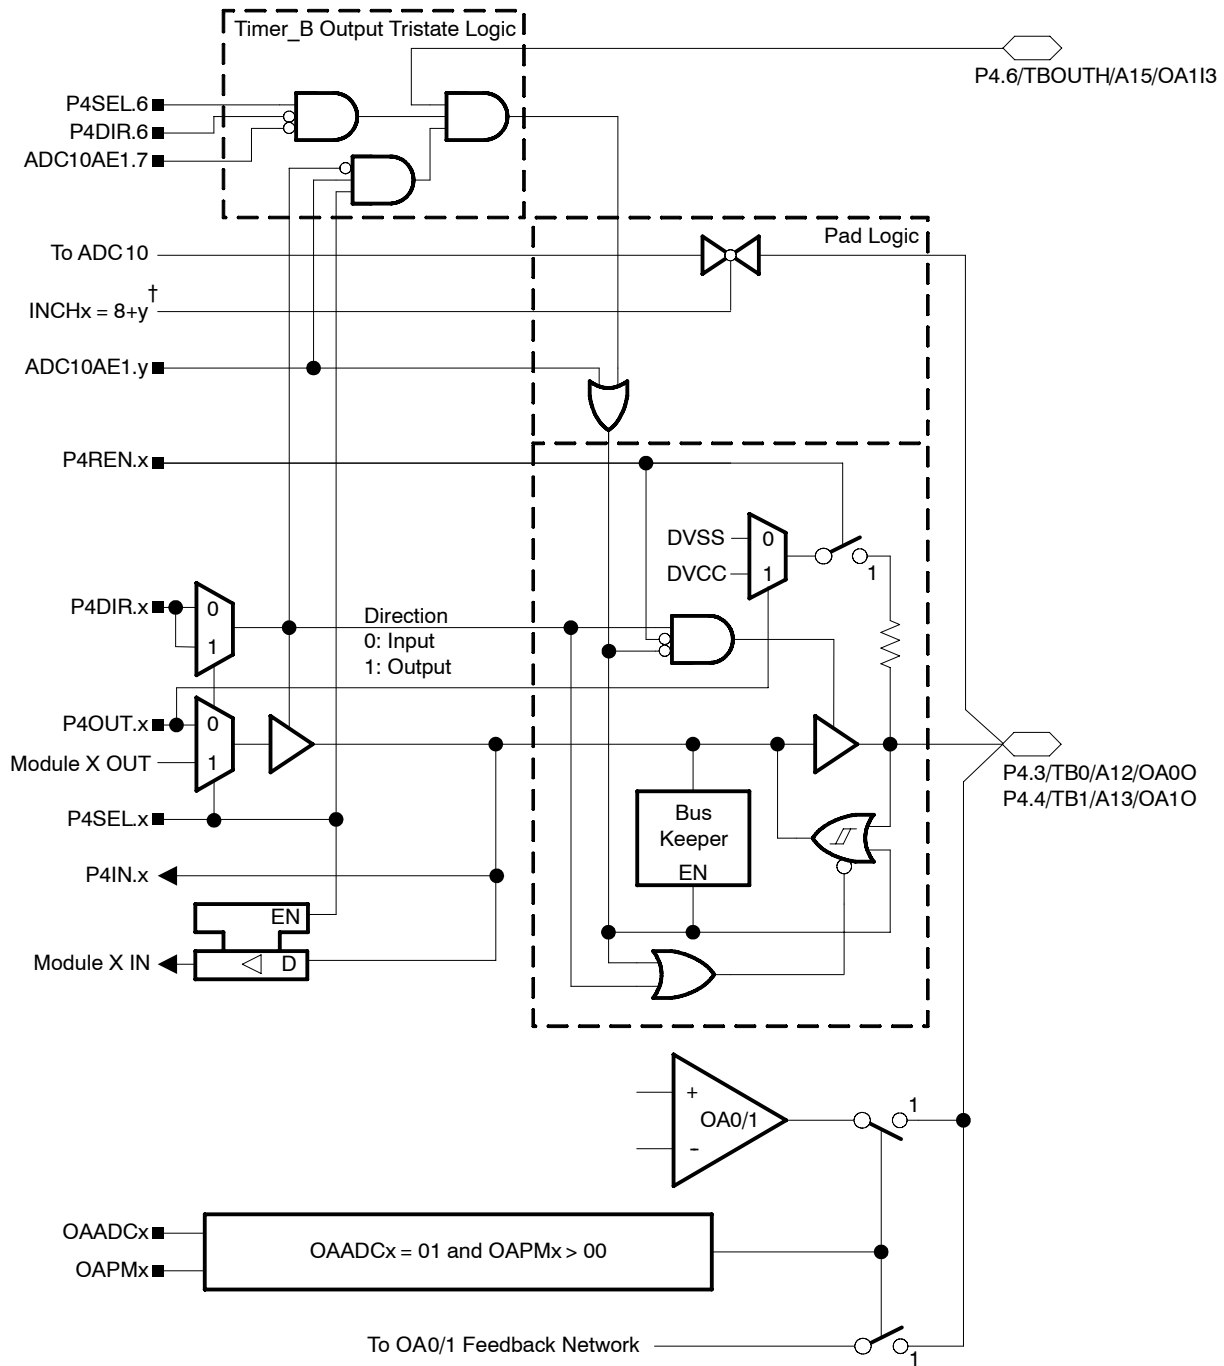 Timer_B Output Tristate Logic
P4.6/TBOUTH/A15/OA1I3
P4SEL.6
P4DIR.6
ADC10AE1.7
Pad Logic
To ADC10
INCHx = 8+y†
ADC10AE1.y
P4REN.x
DVSS
0
DVCC
1
1
P4DIR.x
0
1
Direction
0: Input
1: Output
P4OUT.x
0
Module X OUT
1
P4.3/TB0/A12/OA0O
P4.4/TB1/A13/OA1O
P4SEL.x
Bus
Keeper
EN
P4IN.x
EN
Module X IN
D
+
OA0/1
-
1
OAADCx
OAPMx
OAADCx = 01 and OAPMx > 00
To OA0/1 Feedback Network
1